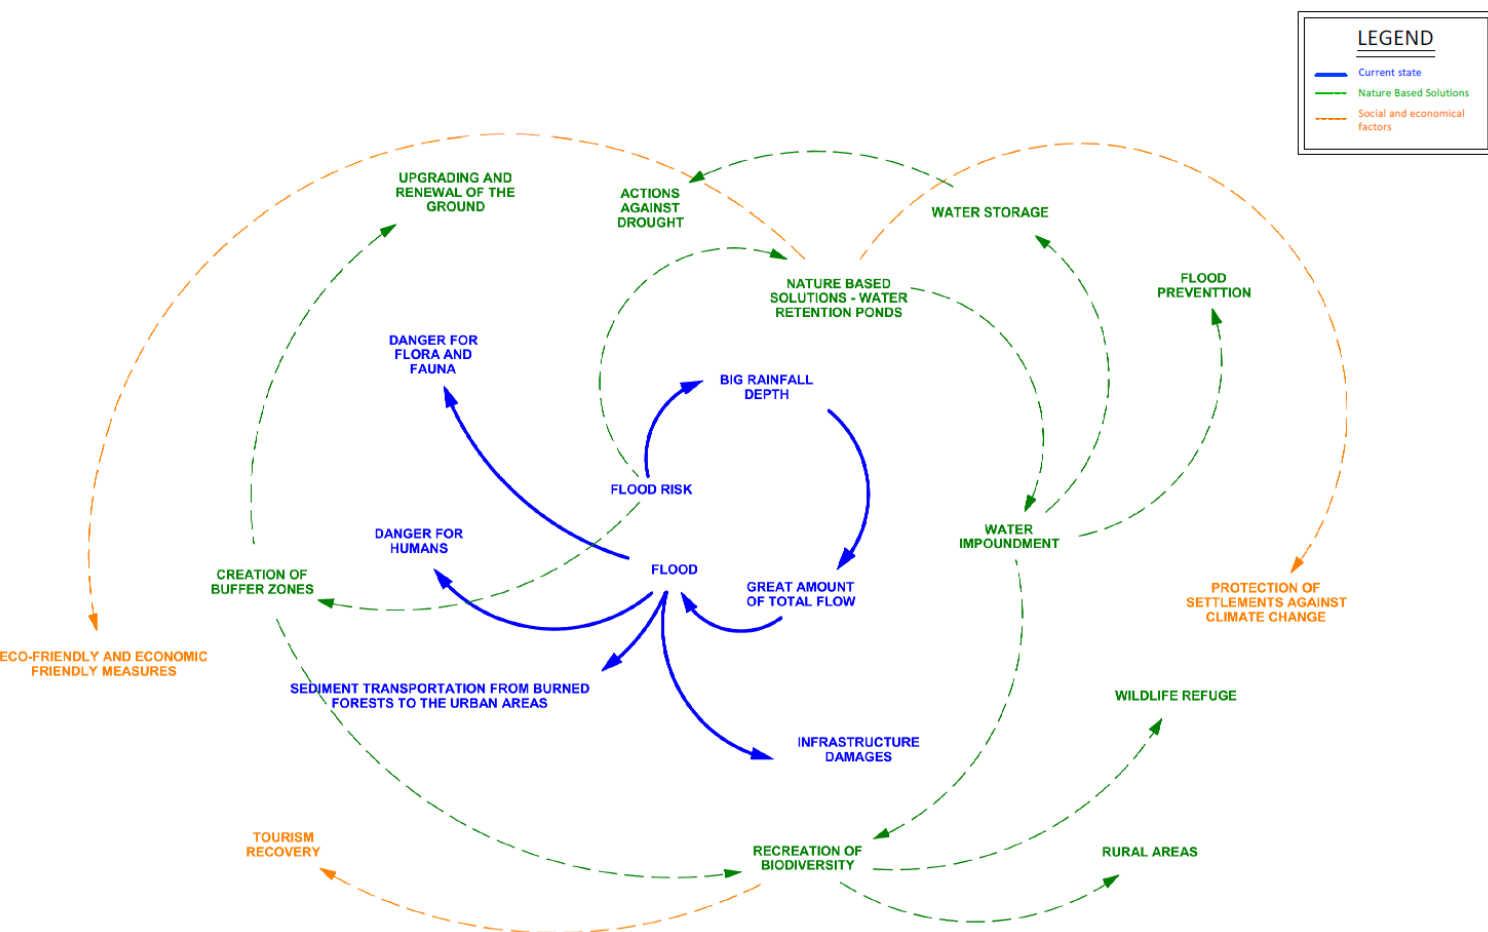 LEGEND
Current state
Nature Based Solutions
Social and economical
factors
UPGRADING AND
RENEWAL OF THE
GROUND
ACTIONS
AGAINST
DROUGHT
WATER STORAGE
NATURE BASED
SOLUTIONS - WATER
RETENTION PONDS
FLOOD
PREVENTTION
DANGER FOR
FLORA AND
FAUNA
BIG RAINFALL
DEPTH
FLOOD RISK
DANGER FOR
HUMANS
WATER
IMPOUNDMENT
FLOOD
CREATION OF
BUFFER ZONES
GREAT AMOUNT
OF TOTAL FLOW
PROTECTION OF
SETTLEMENTS AGAINST
CLIMATE CHANGE
ECO-FRIENDLY AND ECONOMIC
FRIENDLY MEASURES
SEDIMENT TRANSPORTATION FROM BURNED
FORESTS TO THE URBAN AREAS
WILDLIFE REFUGE
INFRASTRUCTURE
DAMAGES
TOURISM
RECOVERY
RECREATION OF
BIODIVERSITY
RURAL AREAS